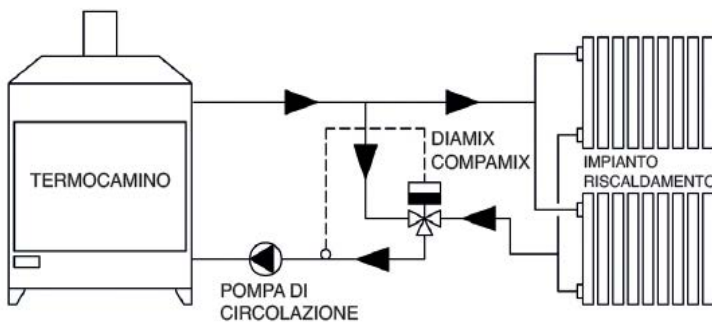 DIAMIX
COMPAMIX
TERMOCAMINO
IMPIANTO
RISCALDAMENTO
POMPA DI
CIRCOLAZIONE